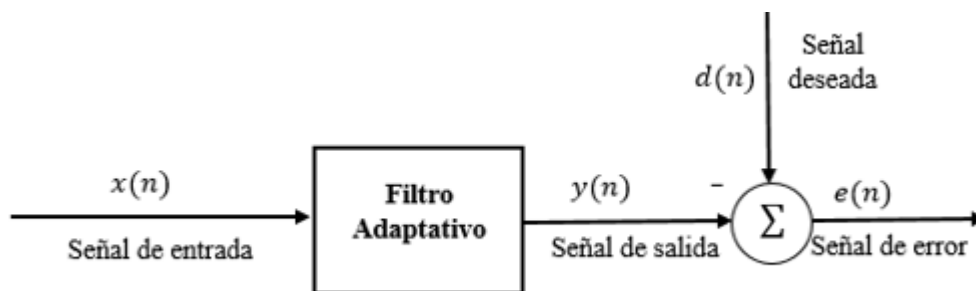 x(n)
Señal de entrada
Filtro
Adaptativo
y(n)
Señal de salida
d(n)
Señal
deseada
-
Σ
e(n)
Señal de error